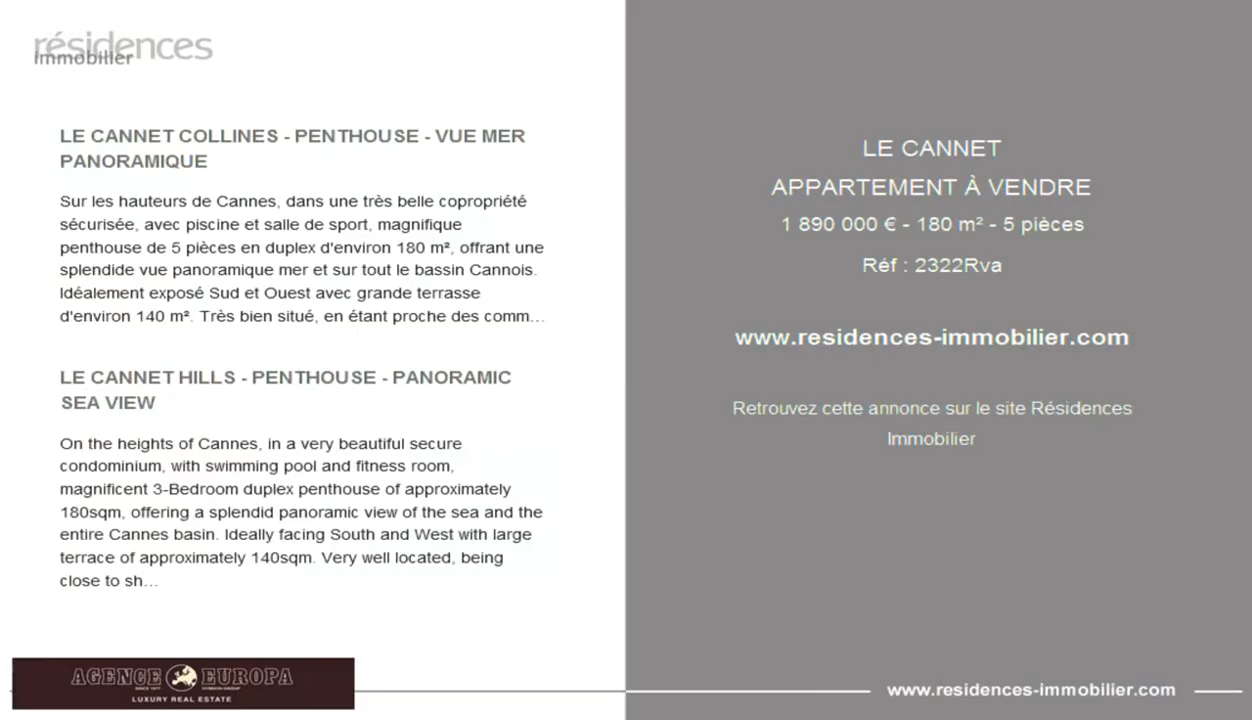 résidences
immobilier
LE CANNET COLLINES - PENTHOUSE - VUE MER
PANORAMIQUE
Sur les hauteurs de Cannes, dans une très belle copropriété
sécurisée, avec piscine et salle de sport, magnifique
penthouse de 5 pièces en duplex d'environ 180 m², offrant une
splendide vue panoramique mer et sur tout le bassin Cannois.
Idéalement exposé Sud et Ouest avec grande terrasse
d'environ 140 m². Très bien situé, en étant proche des comm...
LE CANNET HILLS - PENTHOUSE - PANORAMIC
SEA VIEW
On the heights of Cannes, in a very beautiful secure
condominium, with swimming pool and fitness room,
magnificent 3-Bedroom duplex penthouse of approximately
180sqm, offering a splendid panoramic view of the sea and the
entire Cannes basin. Ideally facing South and West with large
terrace of approximately 140sqm. Very well located, being
close to sh...
AGENCE EUROPA
SINCE 1977
LUXURY REAL ESTATE
LE CANNET
APPARTEMENT À VENDRE
1 890 000 € - 180 m² - 5 pièces
Réf : 2322Rva
www.residences-immobilier.com
Retrouvez cette annonce sur le site Résidences
Immobilier
www.residences-immobilier.com